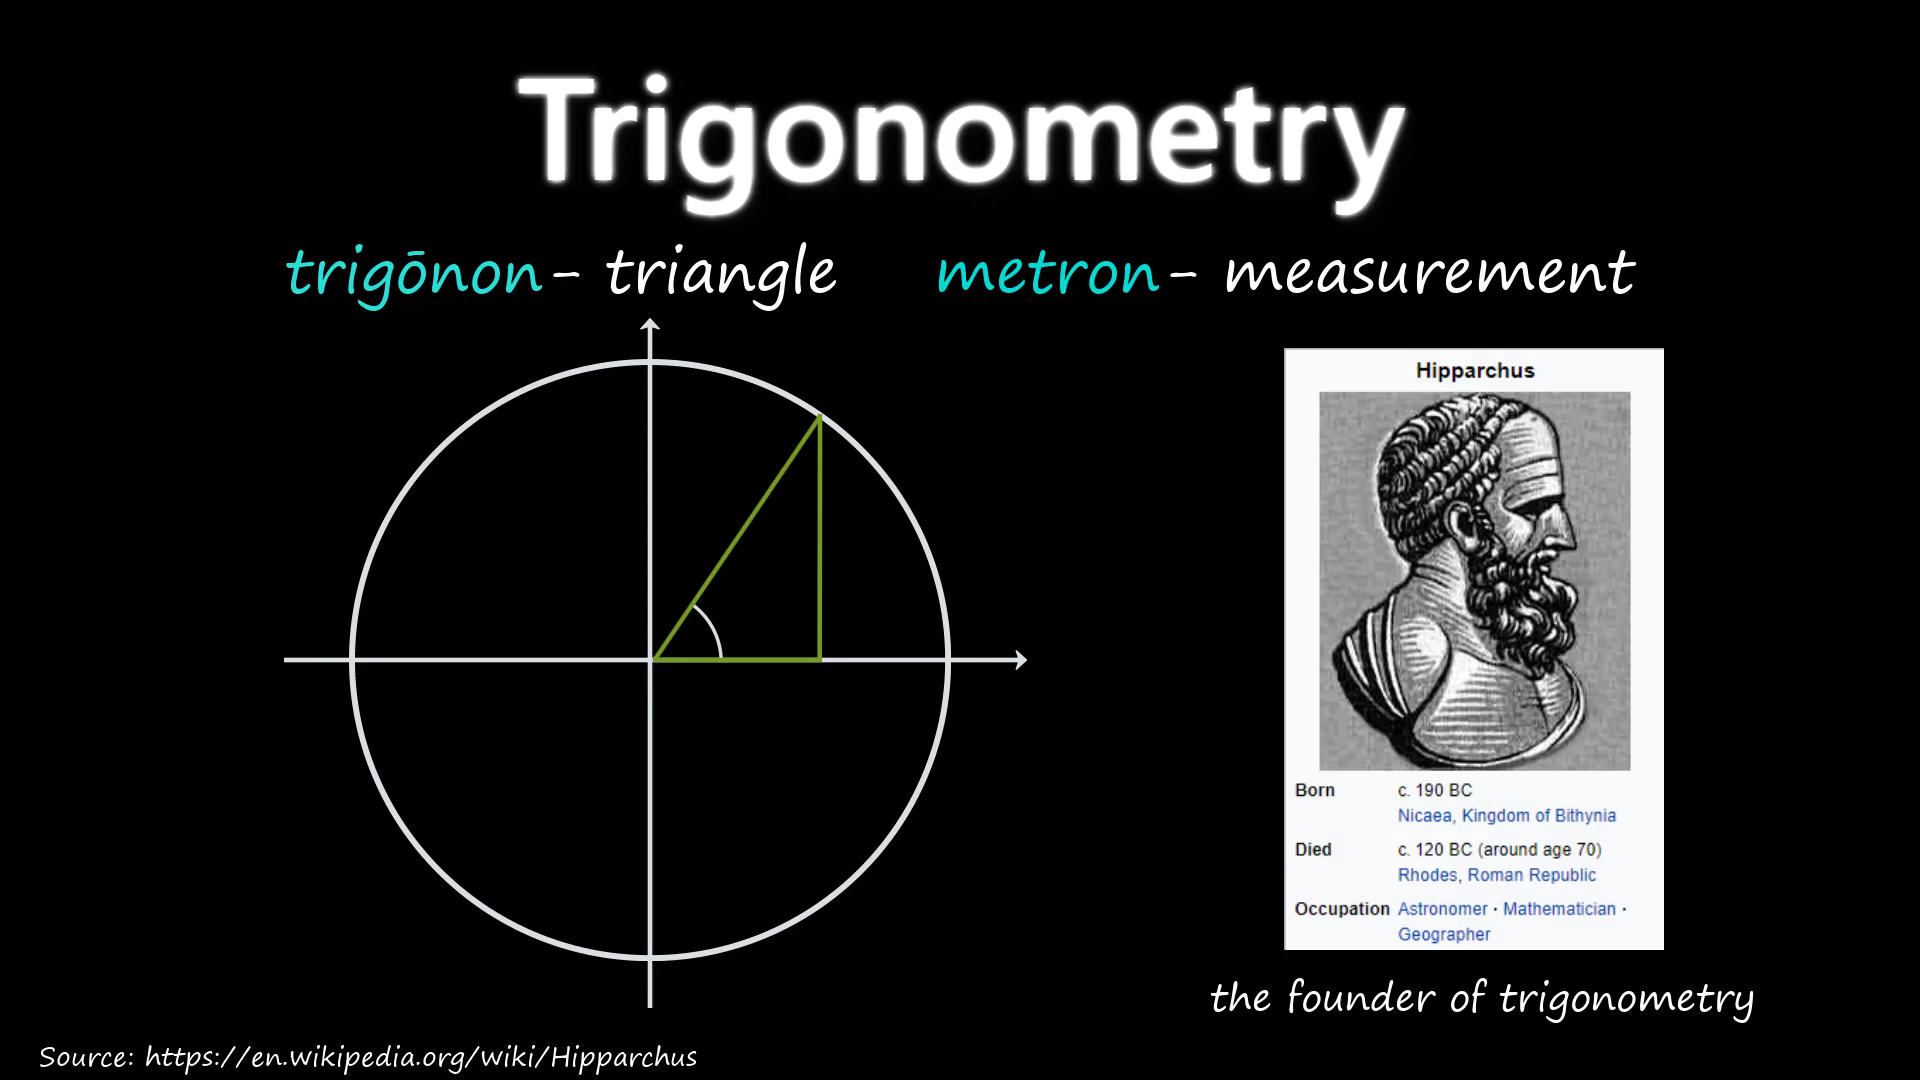 Trigonometry
trigōnon - triangle metron - measurement
Hipparchus
Born c. 190 BC
Nicaea, Kingdom of Bithynia
Died c. 120 BC (around age 70)
Rhodes, Roman Republic
Occupation Astronomer · Mathematician ·
Geographer
the founder of trigonometry
Source: https://en.wikipedia.org/wiki/Hipparchus